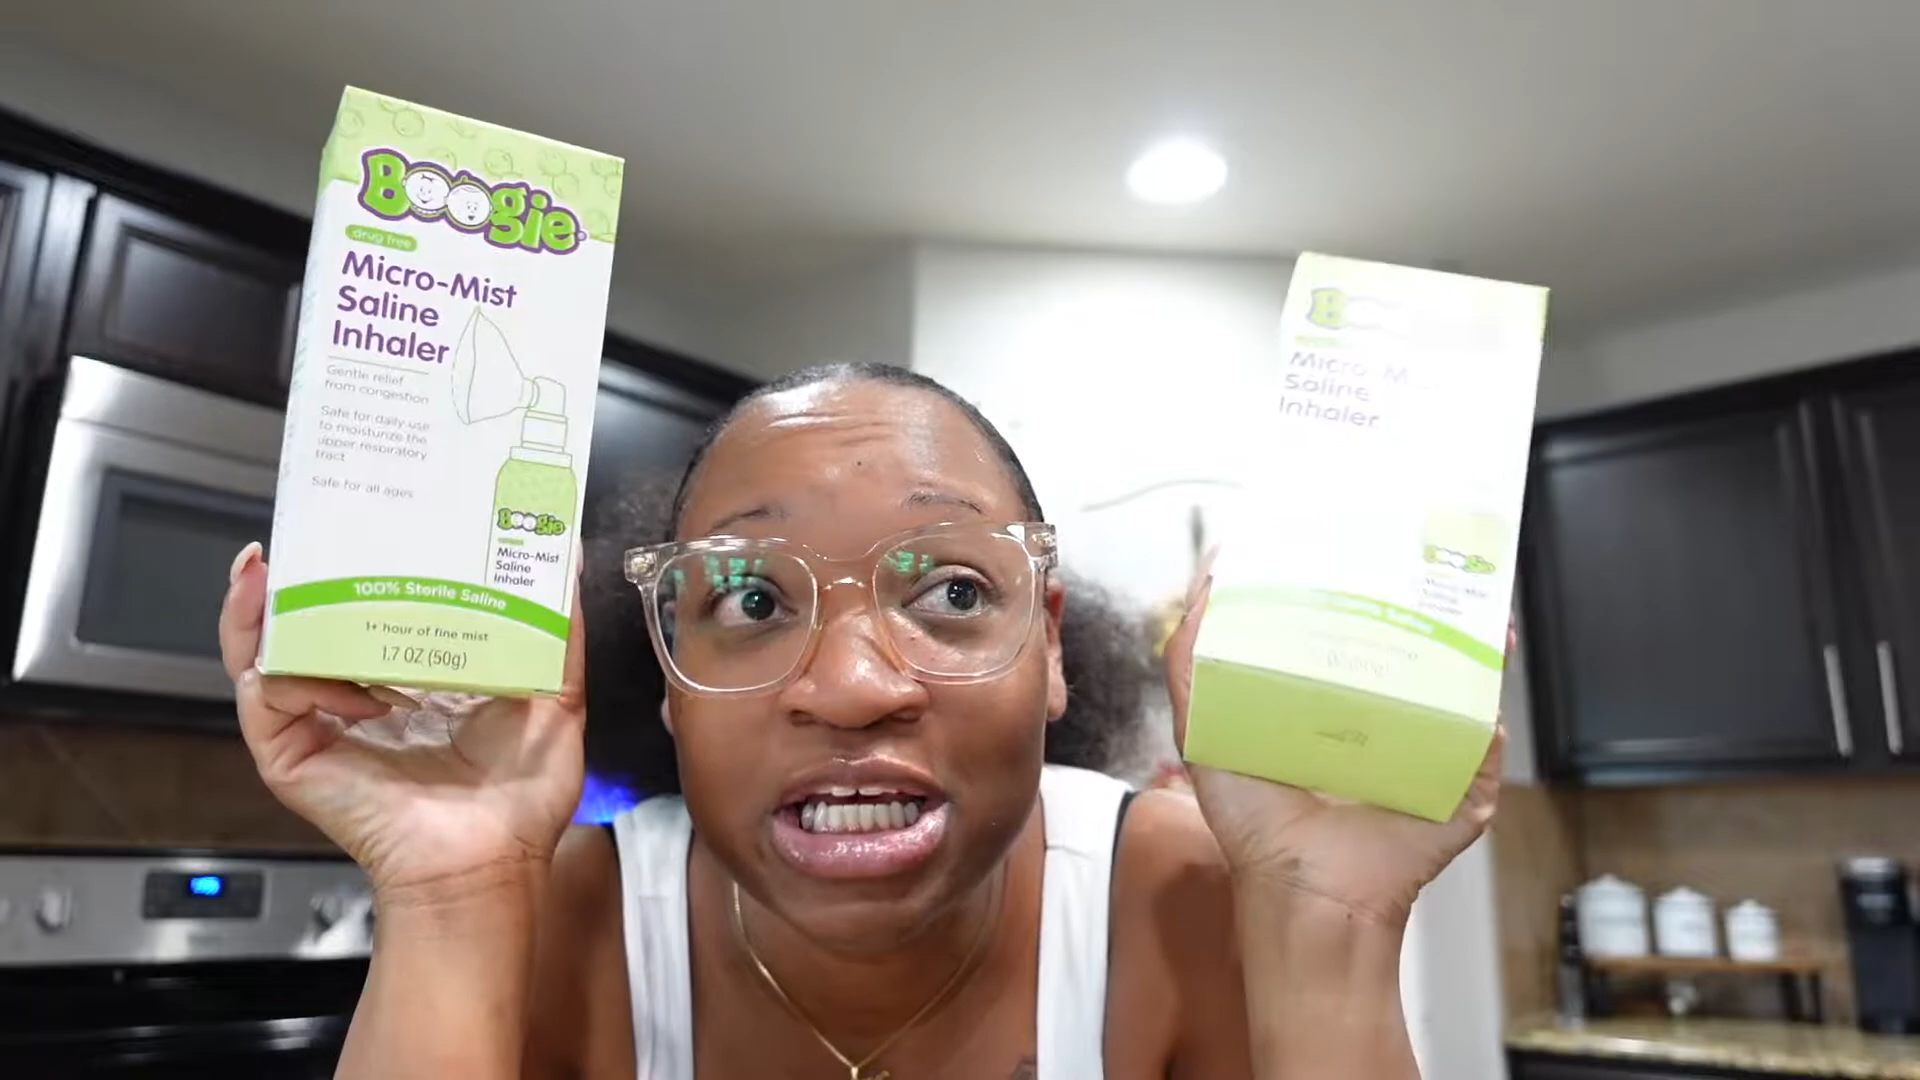 Boogie
drug free
Micro-Mist
Saline
Inhaler
Gentle relief
from congestion
Safe for daily use
to moisturize the
upper respiratory
tract
Safe for all ages
Boogie
Micro-Mist
Saline
Inhaler
100% Sterile Saline
1+ hour of fine mist
1.7 OZ (50g)
Micro-M
Saline
Inhaler
Boogie